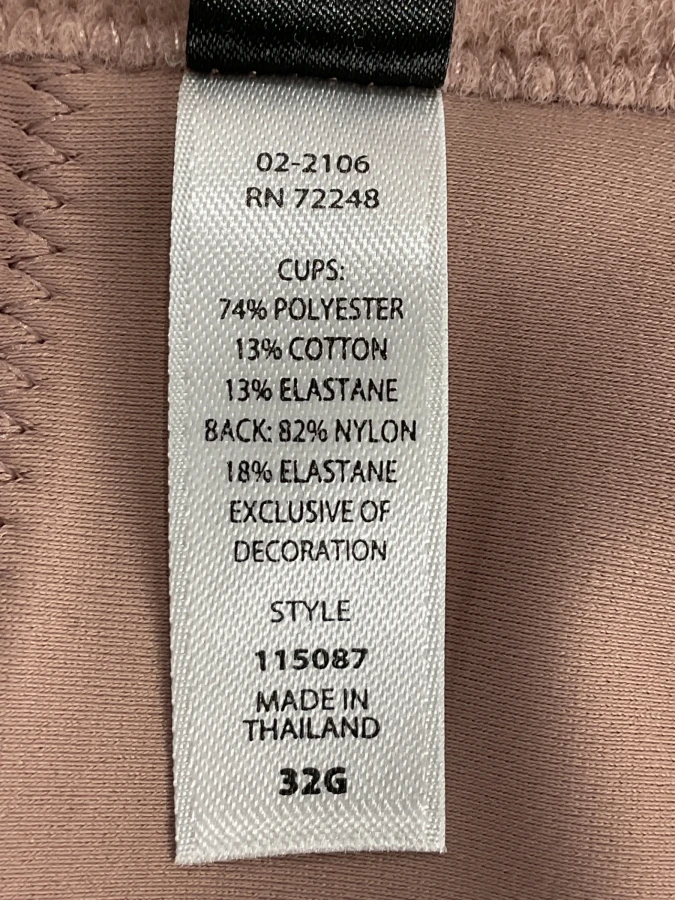 02-2106
RN 72248
CUPS:
74% POLYESTER
13% COTTON
13% ELASTANE
BACK: 82% NYLON
18% ELASTANE
EXCLUSIVE OF
DECORATION
STYLE
115087
MADE IN
THAILAND
32G